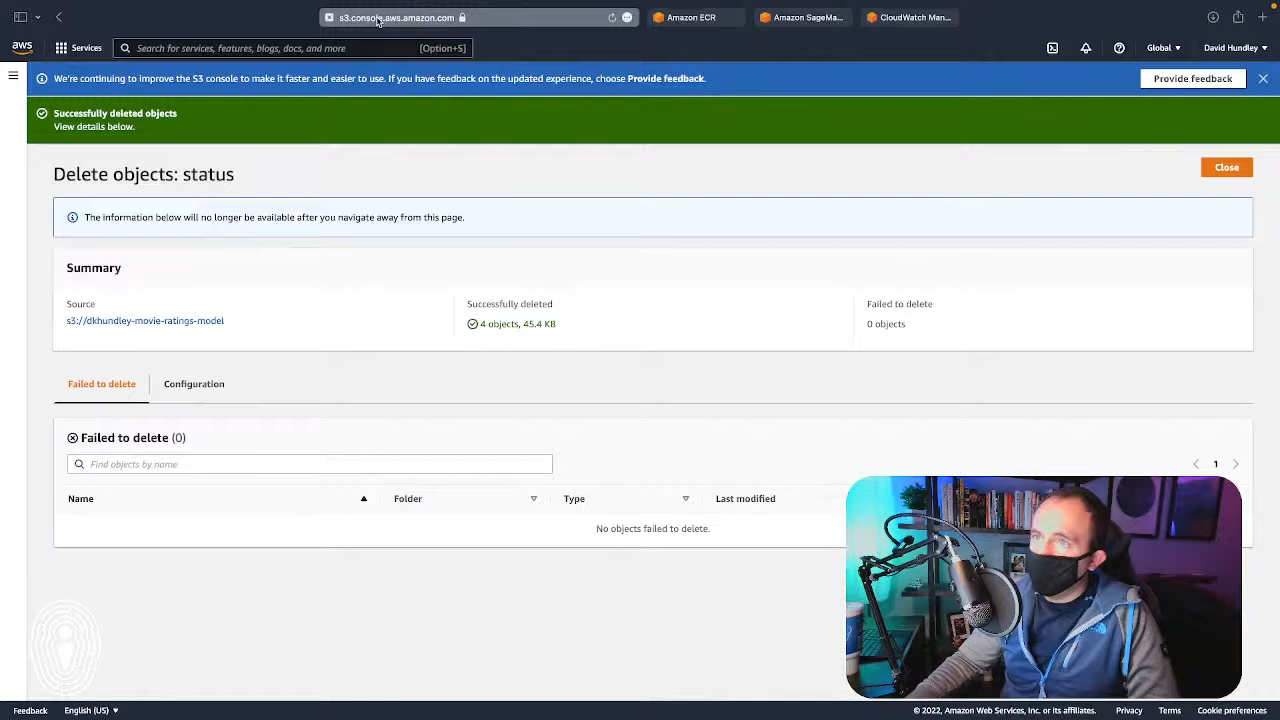 s3.console.aws.amazon.com
Amazon ECR
Amazon SageMa...
CloudWatch Man...
aws
Services
Search for services, features, blogs, docs, and more
[Option+S]
Global
David Hundley
We're continuing to improve the S3 console to make it faster and easier to use. If you have feedback on the updated experience, choose Provide feedback.
Provide feedback
Successfully deleted objects
View details below.
Delete objects: status
Close
The information below will no longer be available after you navigate away from this page.
Summary
Source
Successfully deleted
Failed to delete
s3://dkhundley-movie-ratings-model
4 objects, 45.4 KB
0 objects
Failed to delete
Configuration
Failed to delete (0)
Find objects by name
1
Name
Folder
Type
Last modified
No objects failed to delete.
Feedback
English (US)
© 2022, Amazon Web Services, Inc. or its affiliates.
Privacy
Terms
Cookie preferences